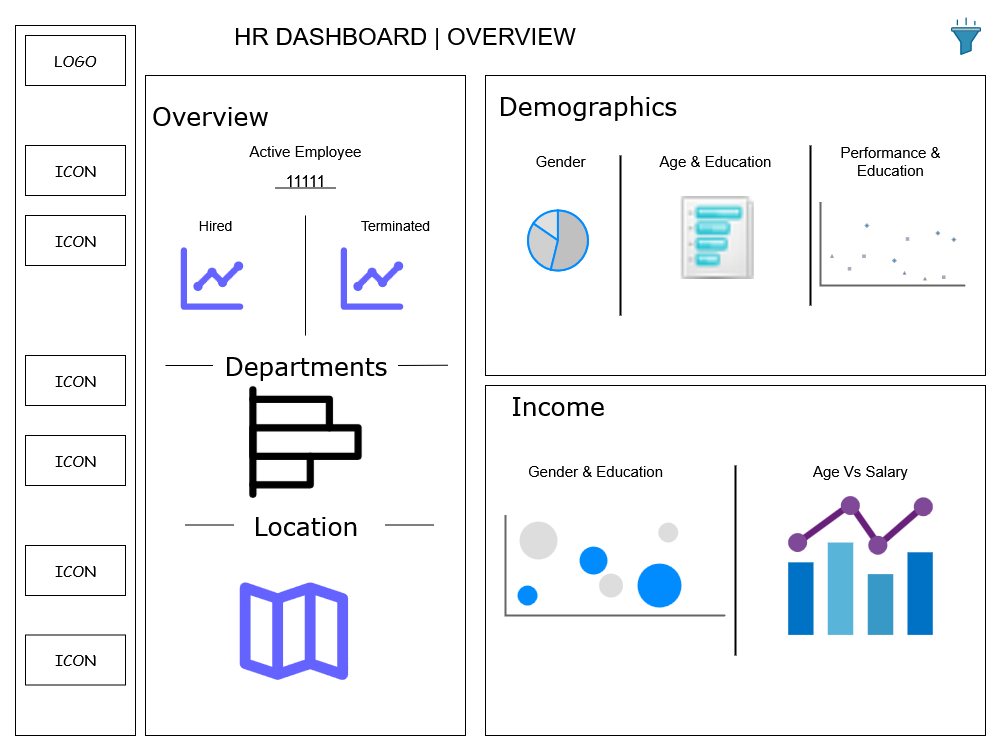 HR DASHBOARD | OVERVIEW
LOGO
ICON
ICON
ICON
ICON
ICON
ICON
Overview
Active Employee
11111
Hired
Terminated
Departments
Location
Demographics
Gender
Age & Education
Performance &
Education
Income
Gender & Education
Age Vs Salary